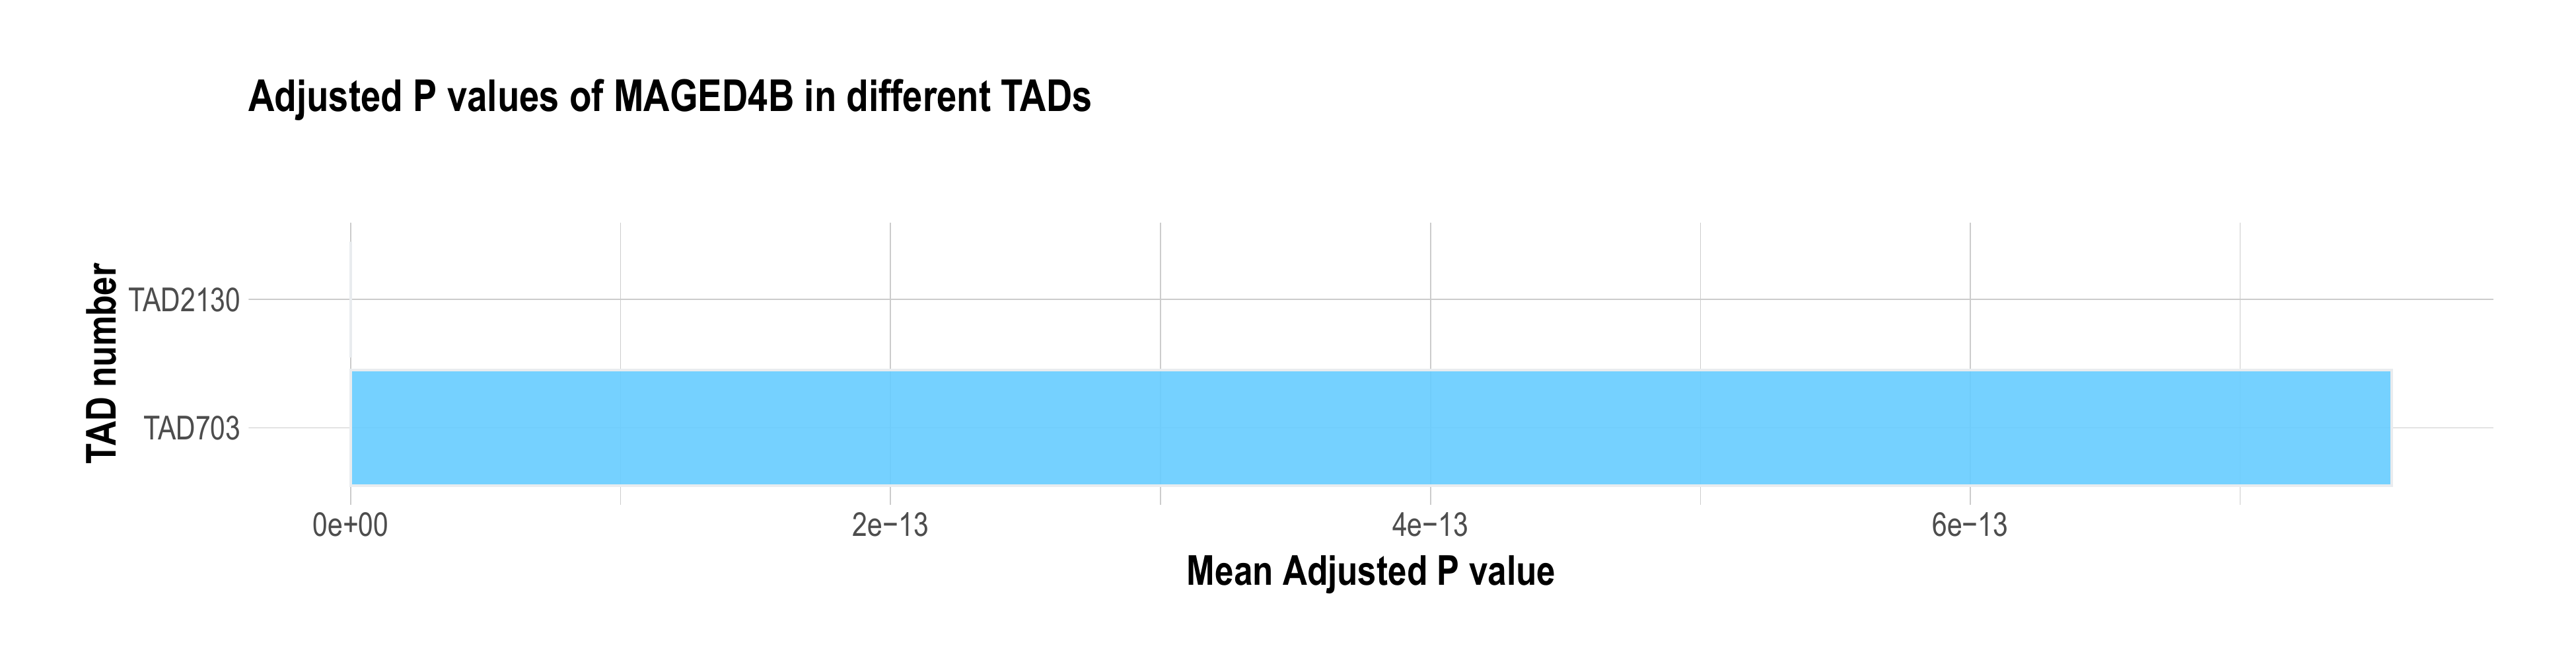 Adjusted P values of MAGED4B in different TADs
TAD number
TAD2130
TAD703
0e+00 2e−13 4e−13 6e−13
Mean Adjusted P value